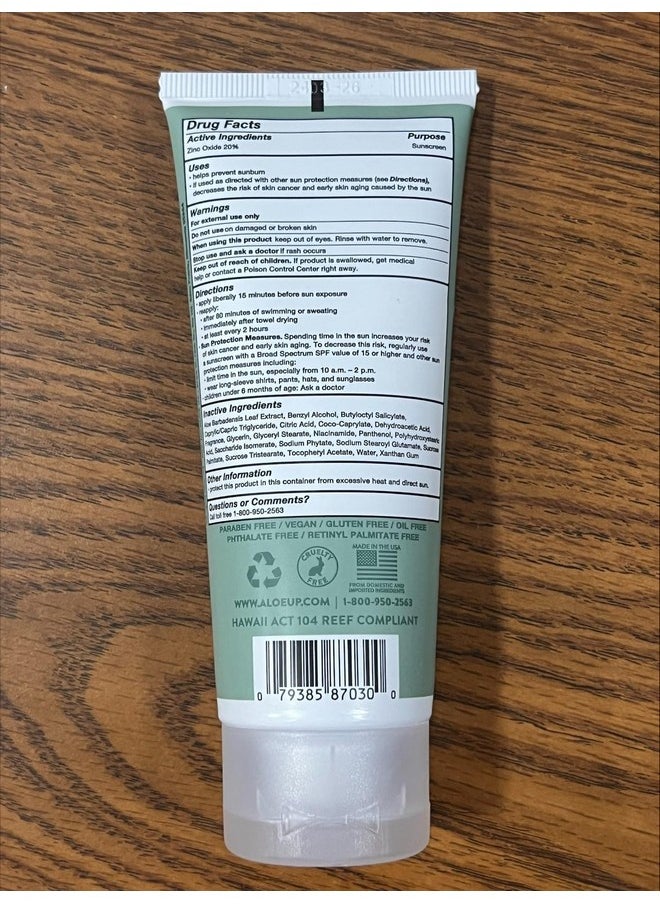 Drug Facts
Active Ingredients Purpose
Zinc Oxide 20% Sunscreen
Uses
• helps prevent sunburn
• if used as directed with other sun protection measures (see Directions),
decreases the risk of skin cancer and early skin aging caused by the sun
Warnings
For external use only
Do not use on damaged or broken skin
When using this product keep out of eyes. Rinse with water to remove.
Stop use and ask a doctor if rash occurs
Keep out of reach of children. If product is swallowed, get medical
help or contact a Poison Control Center right away.
Directions
• apply liberally 15 minutes before sun exposure
• reapply:
• after 80 minutes of swimming or sweating
• immediately after towel drying
• at least every 2 hours
• Sun Protection Measures. Spending time in the sun increases your risk
of skin cancer and early skin aging. To decrease this risk, regularly use
a sunscreen with a Broad Spectrum SPF value of 15 or higher and other sun
protection measures including:
• limit time in the sun, especially from 10 a.m. – 2 p.m.
• wear long-sleeve shirts, pants, hats, and sunglasses
• children under 6 months of age: Ask a doctor
Inactive Ingredients
Aloe Barbadensis Leaf Extract, Benzyl Alcohol, Butyloctyl Salicylate,
Caprylic/Capric Triglyceride, Citric Acid, Coco-Caprylate, Dehydroacetic Acid,
Fragrance, Glycerin, Glyceryl Stearate, Niacinamide, Panthenol, Polyhydroxystearic
Acid, Saccharide Isomerate, Sodium Phytate, Sodium Stearoyl Glutamate, Sucrose
Palmitate, Sucrose Tristearate, Tocopheryl Acetate, Water, Xanthan Gum
Other Information
• protect this product in this container from excessive heat and direct sun.
Questions or Comments?
Call toll free 1-800-950-2563
PARABEN FREE / VEGAN / GLUTEN FREE / OIL FREE
PHTHALATE FREE / RETINYL PALMITATE FREE
CRUELTY
FREE
MADE IN THE USA
FROM DOMESTIC AND
IMPORTED INGREDIENTS
WWW.ALOEUP.COM | 1-800-950-2563
HAWAII ACT 104 REEF COMPLIANT
0 79385 87030 0